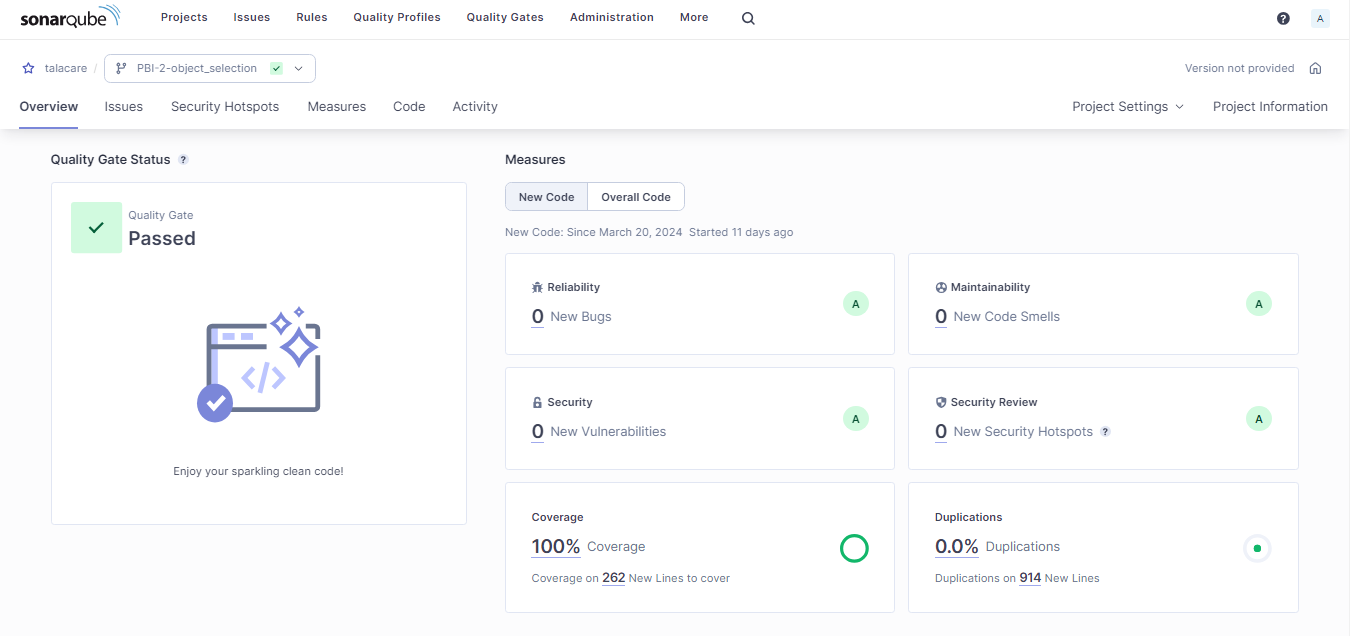 sonarqube Projects Issues Rules Quality Profiles Quality Gates Administration More ? A
talacare / PBI-2-object_selection Version not provided
Overview Issues Security Hotspots Measures Code Activity Project Settings Project Information
Quality Gate Status ?
Quality Gate
Passed
</>
Enjoy your sparkling clean code!
Measures
New Code Overall Code
New Code: Since March 20, 2024 Started 11 days ago
Reliability
0 New Bugs
A
Maintainability
0 New Code Smells
A
Security
0 New Vulnerabilities
A
Security Review
0 New Security Hotspots ?
A
Coverage
100% Coverage
Coverage on 262 New Lines to cover
Duplications
0.0% Duplications
Duplications on 914 New Lines